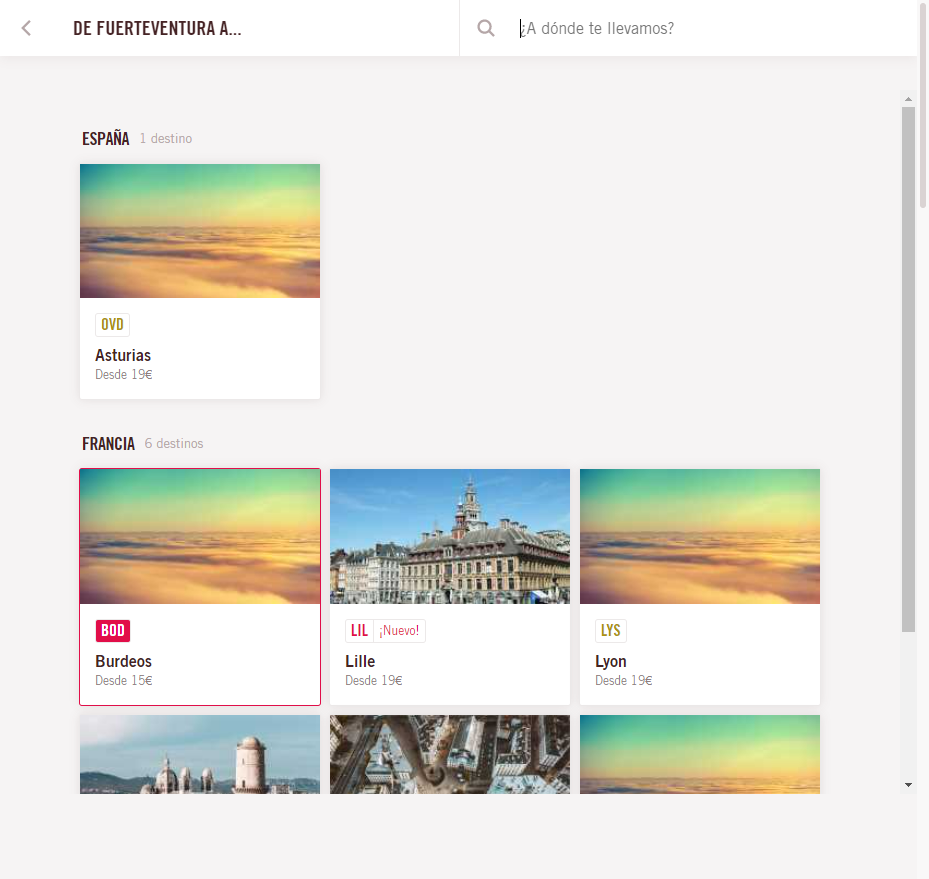 DE FUERTEVENTURA A...
¿A dónde te llevamos?
ESPAÑA 1 destino
OVD
Asturias
Desde 19€
FRANCIA 6 destinos
BOD
Burdeos
Desde 15€
LIL ¡Nuevo!
Lille
Desde 19€
LYS
Lyon
Desde 19€